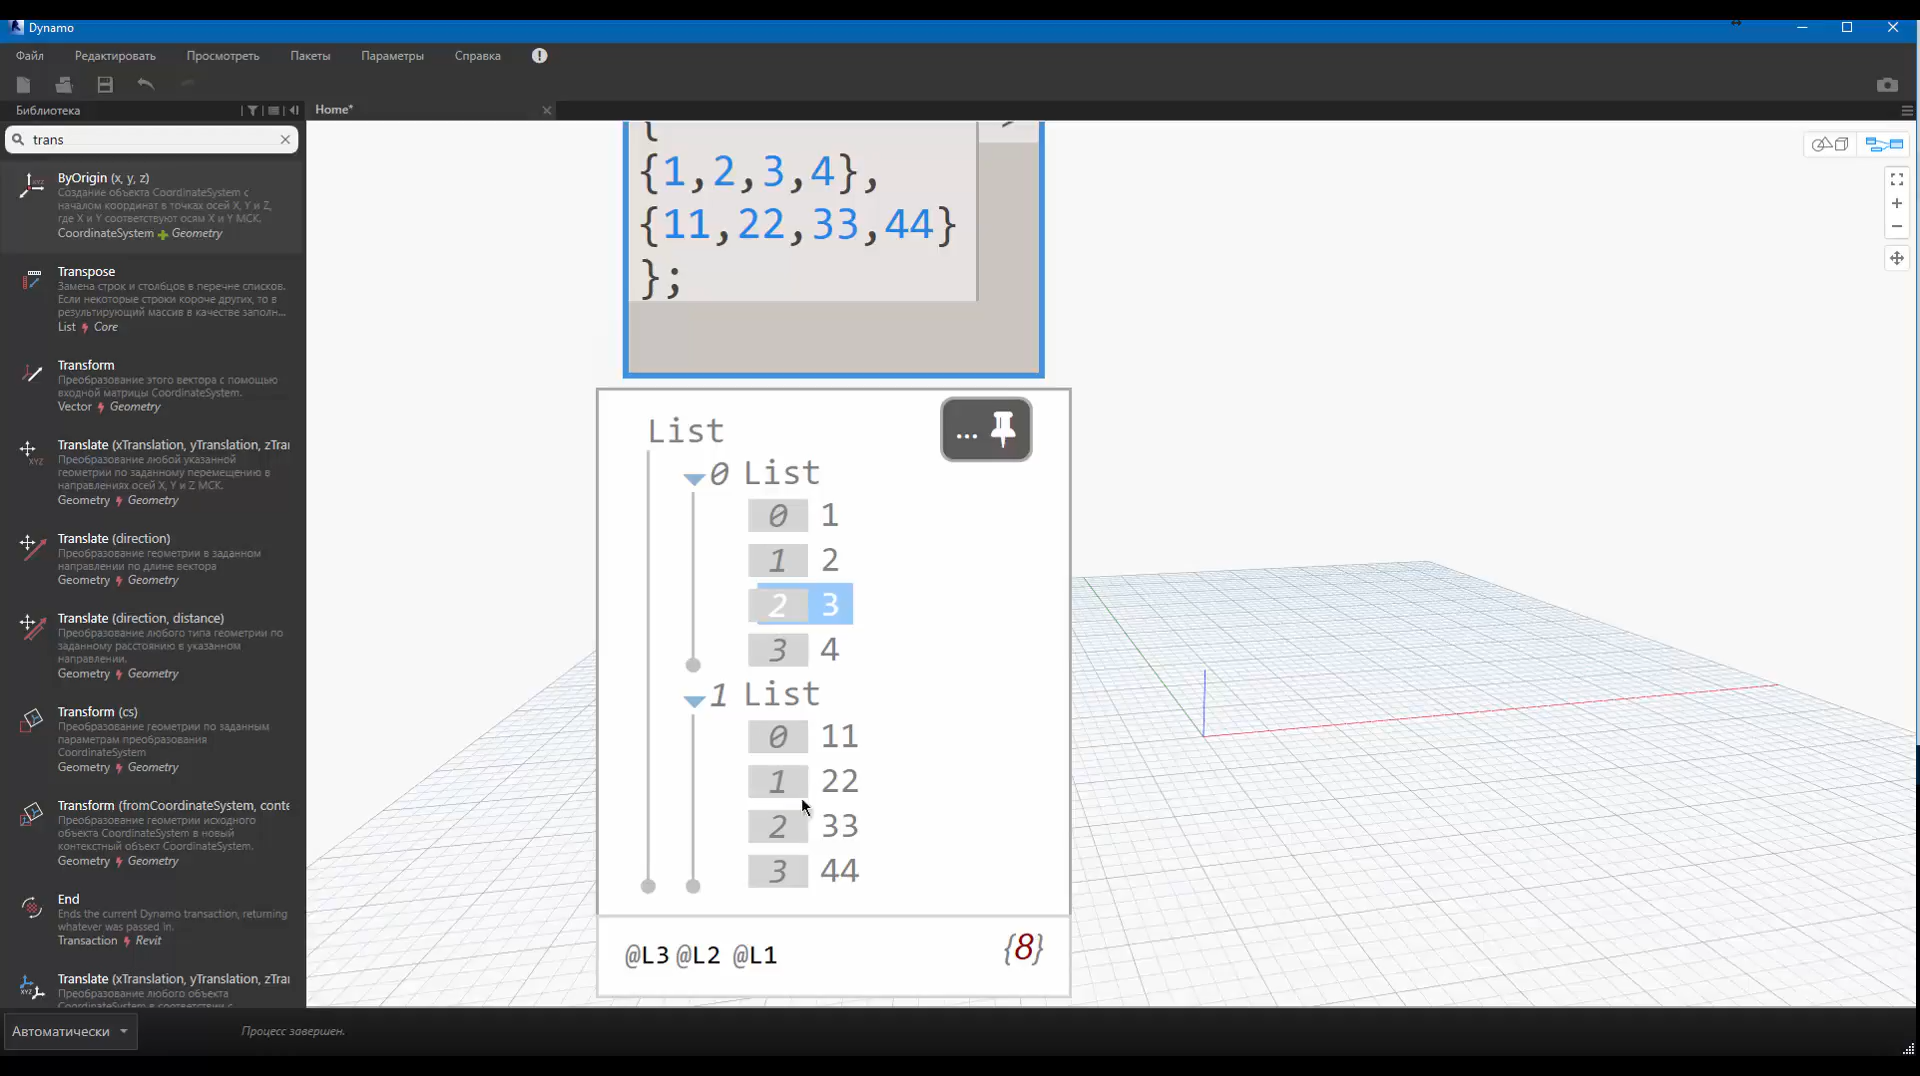 Dynamo
Файл Редактировать Просмотреть Пакеты Параметры Справка
Библиотека
Home*
trans
ByOrigin (x, y, z)
Создание объекта CoordinateSystem с
началом координат в точках осей X, Y и Z,
где X и Y соответствуют осям X и Y МСК.
CoordinateSystem Geometry
Transpose
Замена строк и столбцов в перечне списков.
Если некоторые строки короче других, то в
результирующий массив в качестве заполн...
List Core
Transform
Преобразование этого вектора с помощью
входной матрицы CoordinateSystem.
Vector Geometry
Translate (xTranslation, yTranslation, zTrar
Преобразование любой указанной
геометрии по заданному перемещению в
направлениях осей X, Y и Z МСК.
Geometry Geometry
Translate (direction)
Преобразование геометрии в заданном
направлении по длине вектора
Geometry Geometry
Translate (direction, distance)
Преобразование любого типа геометрии по
заданному расстоянию в указанном
направлении.
Geometry Geometry
Transform (cs)
Преобразование геометрии по заданным
параметрам преобразования
CoordinateSystem
Geometry Geometry
Transform (fromCoordinateSystem, conte
Преобразование геометрии исходного
объекта CoordinateSystem в новый
контекстный объект CoordinateSystem.
Geometry Geometry
End
Ends the current Dynamo transaction, returning
whatever was passed in.
Transaction Revit
Translate (xTranslation, yTranslation, zTrar
Преобразование любого объекта
CoordinateSystem в соответствии с
{
{1,2,3,4},
{11,22,33,44}
};
>
List
...
0 List
0 1
1 2
2 3
3 4
1 List
0 11
1 22
2 33
3 44
@L3 @L2 @L1
{8}
Автоматически
Процесс завершен.